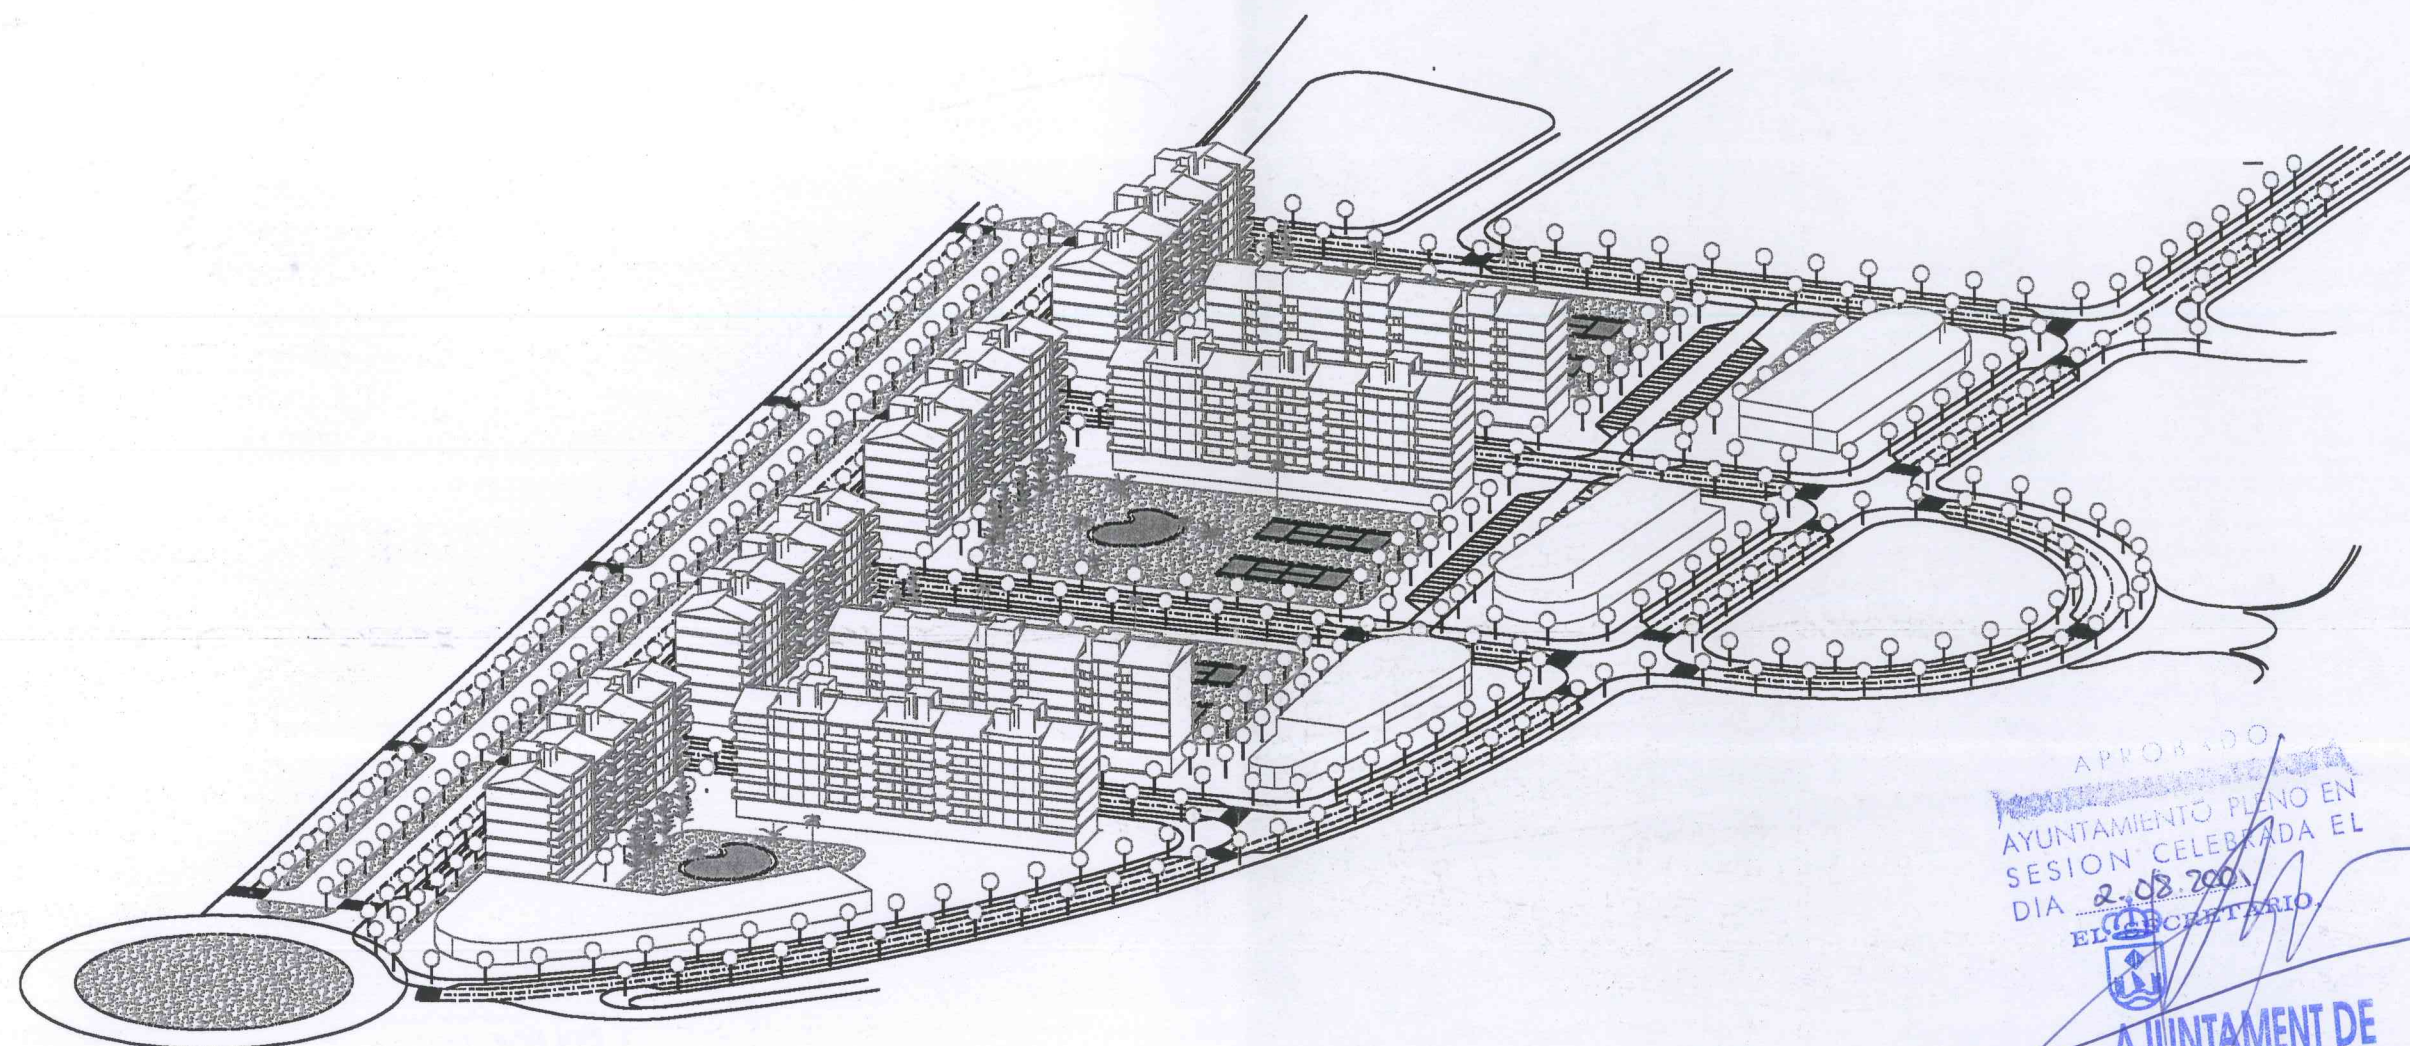 APROBADO
AYUNTAMIENTO PLENO EN
SESION CELEBRADA EL
DIA 2.08.2001
EL SECRETARIO,
AJUNTAMENT DE